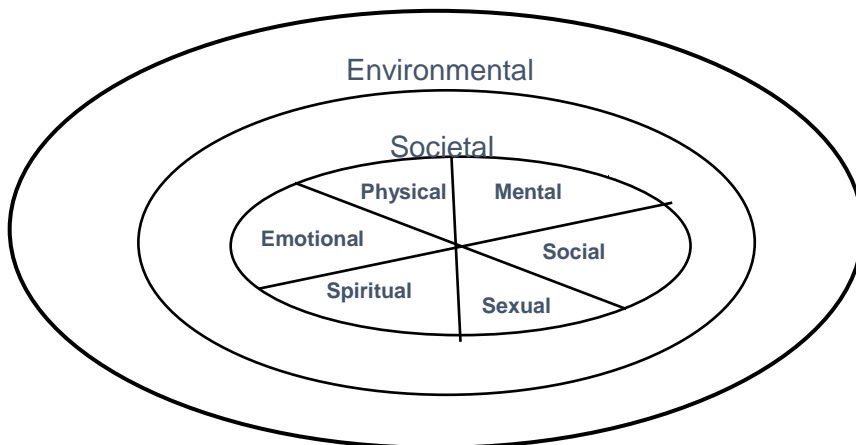 Environmental
Societal
Physical
Mental
Emotional
Social
Spiritual
Sexual